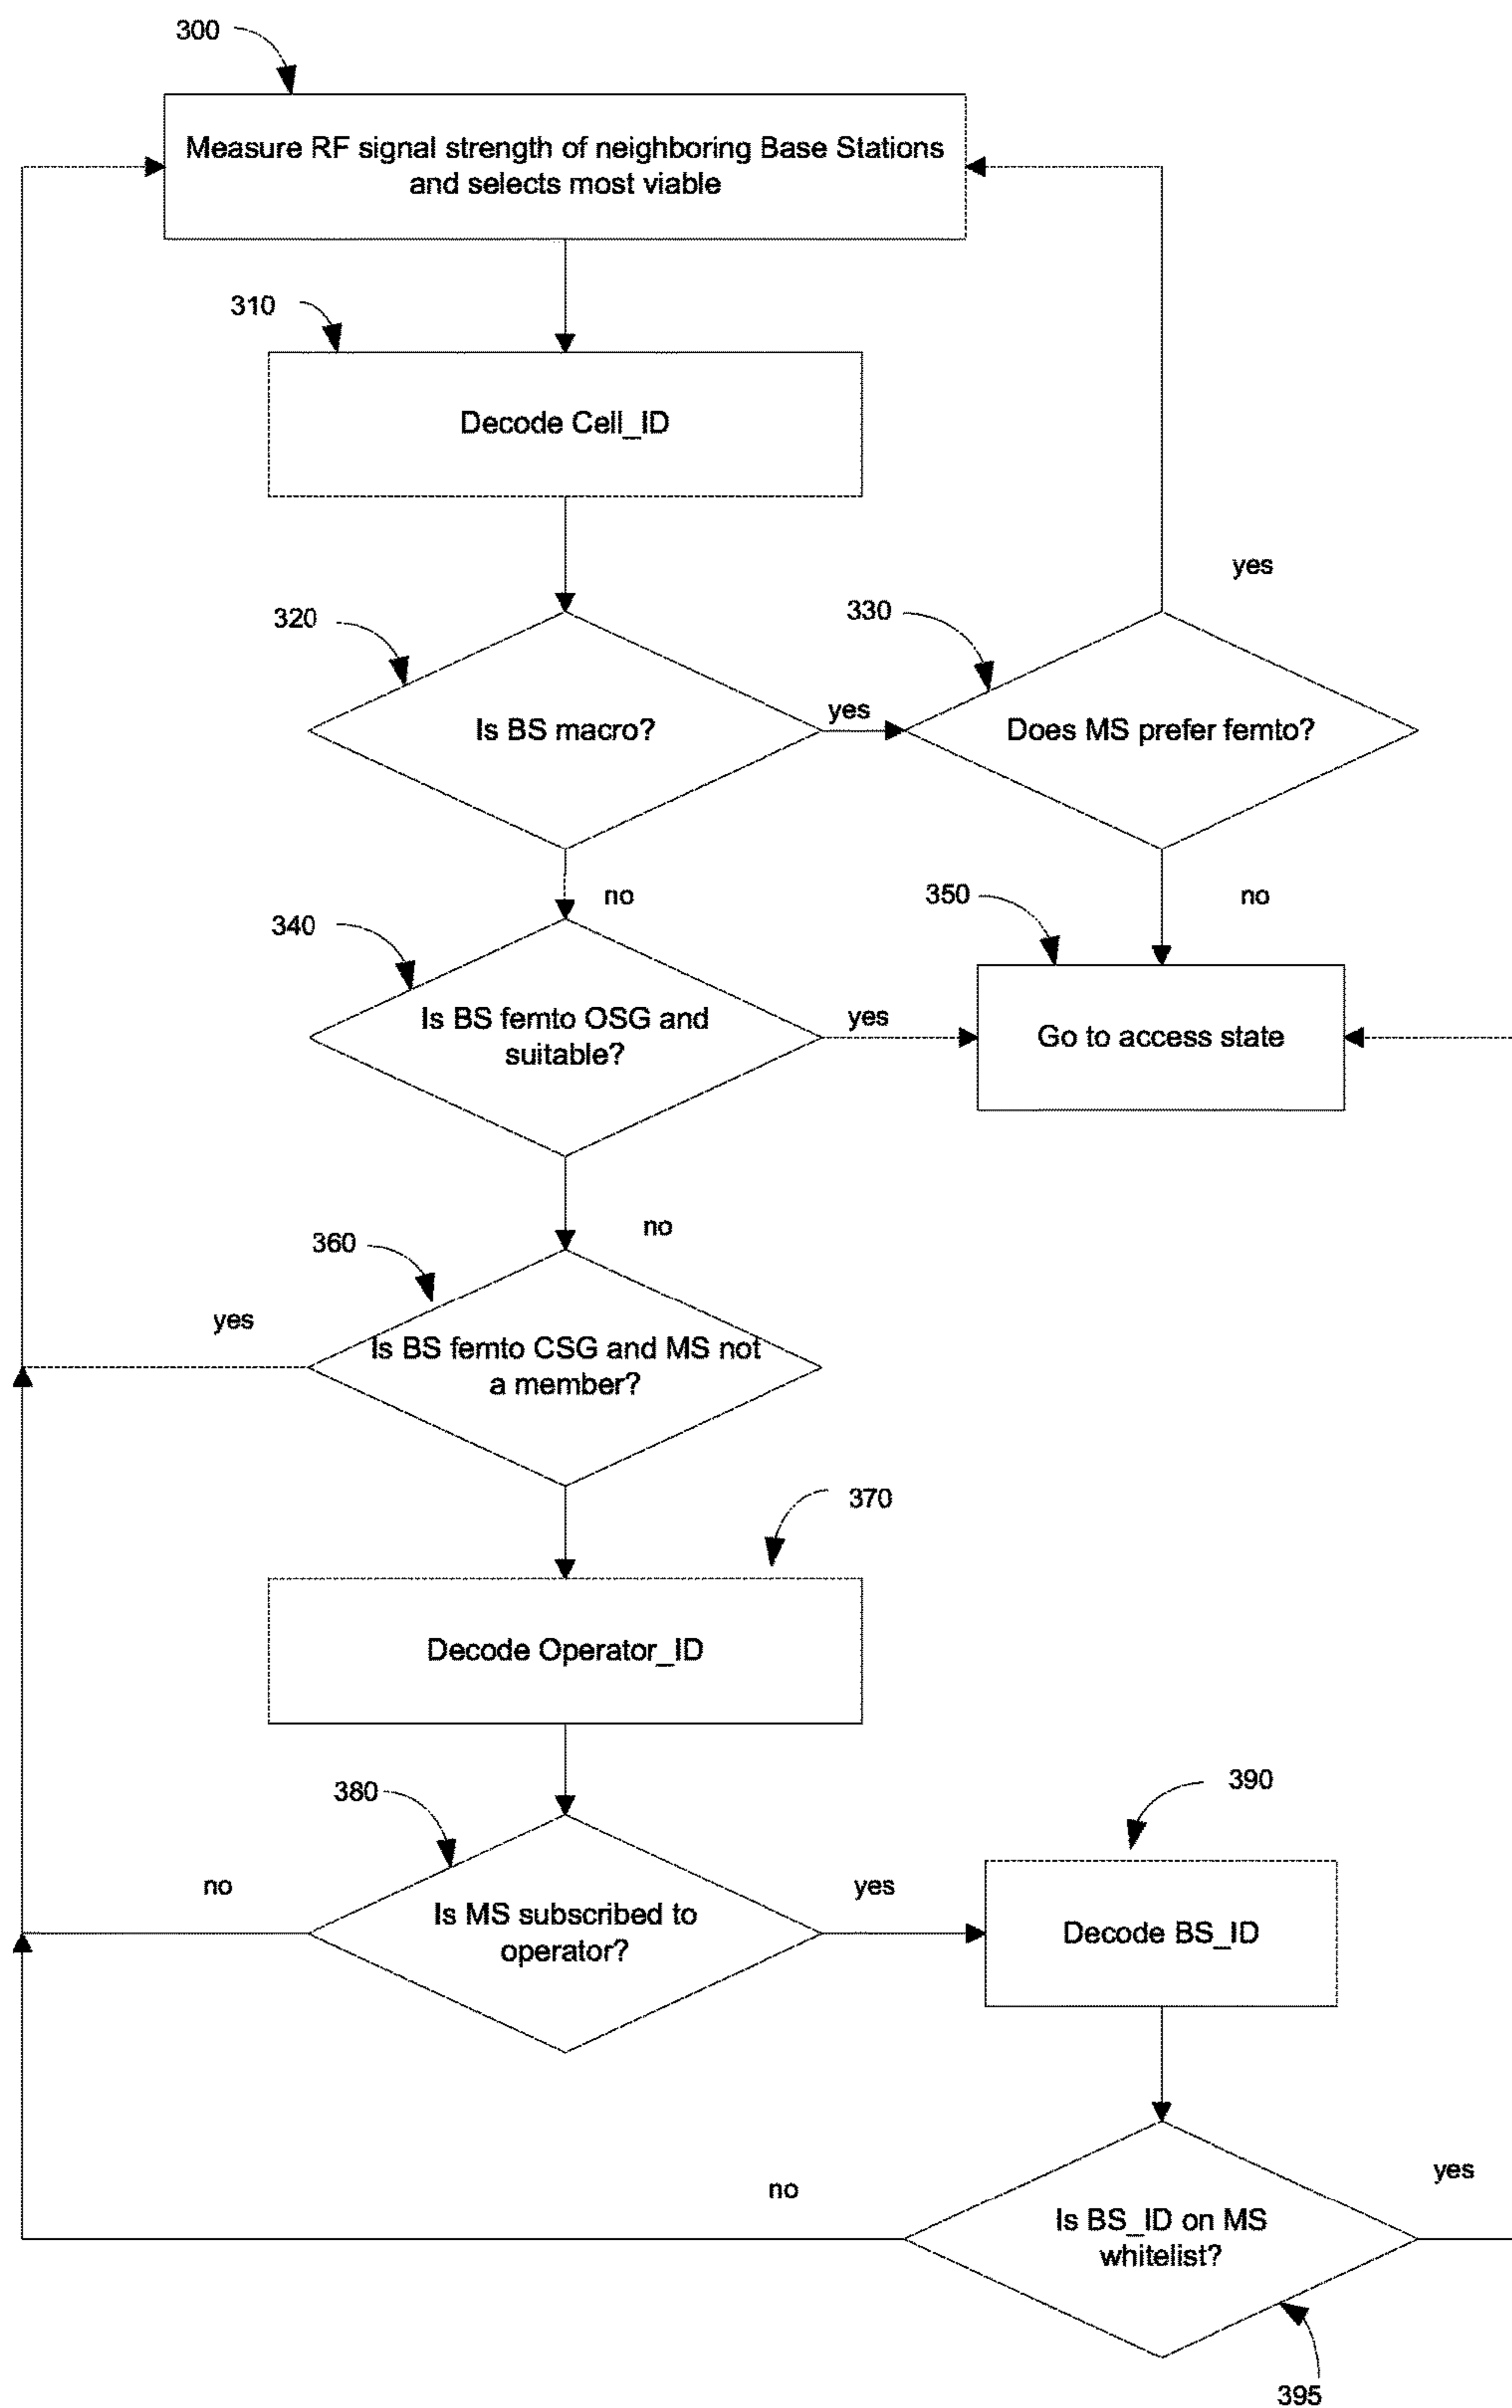 300
Measure RF signal strength of neighboring Base Stations
and selects most viable
310
Decode Cell_ID
yes
320
330
Is BS macro?
yes
Does MS prefer femto?
no
350
no
340
Is BS femto OSG and
suitable?
yes
Go to access state
no
360
yes
Is BS femto CSG and MS not
a member?
370
Decode Operator_ID
380
390
no
yes
Is MS subscribed to
operator?
Decode BS_ID
yes
no
Is BS_ID on MS
whitelist?
395